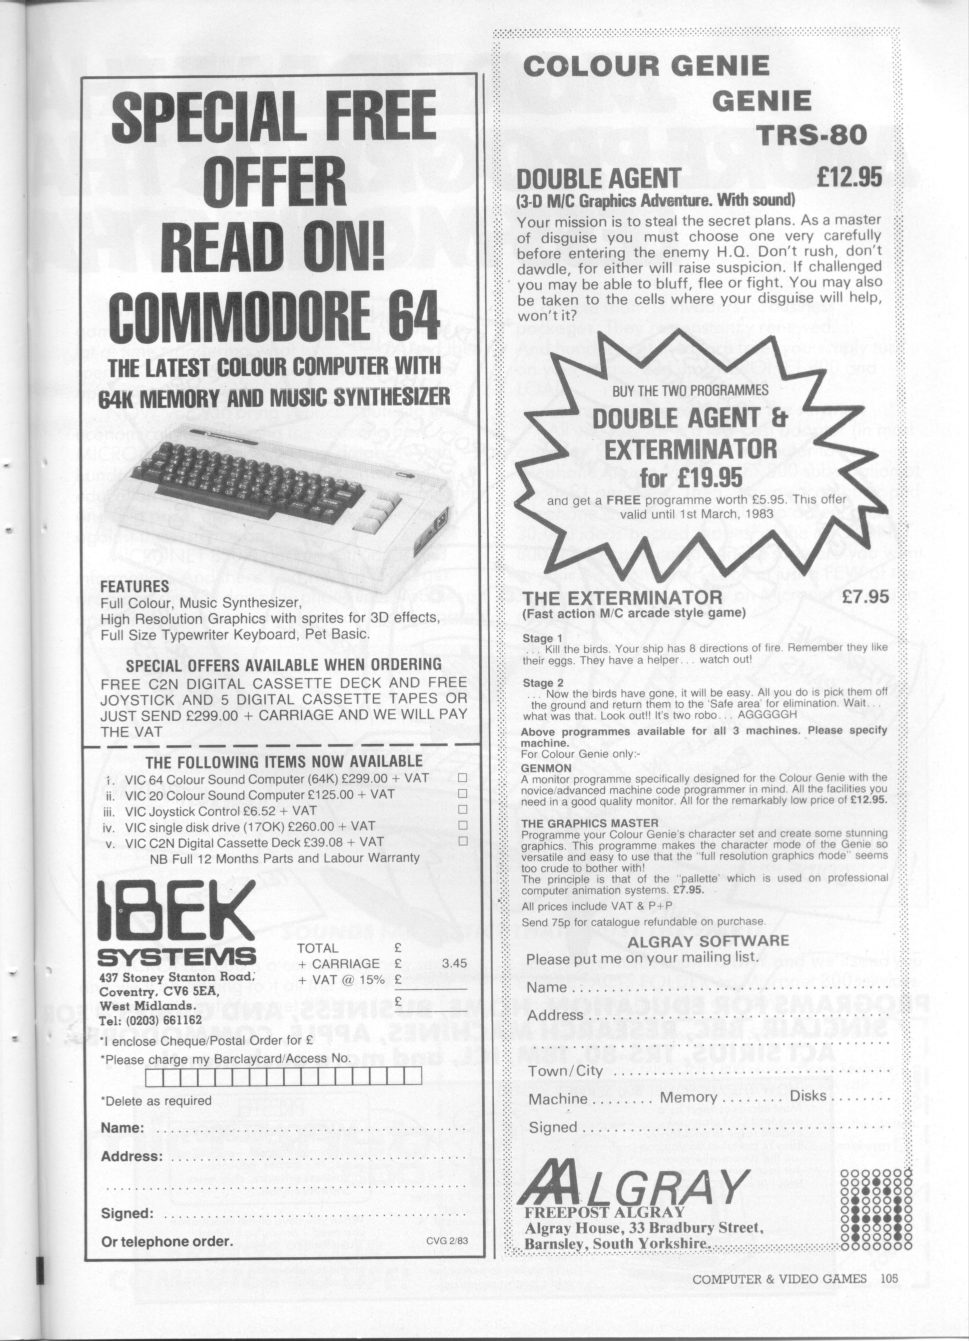 SPECIAL FREE
OFFER
READ ON!
COMMODORE 64
THE LATEST COLOUR COMPUTER WITH
64K MEMORY AND MUSIC SYNTHESIZER
FEATURES
Full Colour, Music Synthesizer,
High Resolution Graphics with sprites for 3D effects,
Full Size Typewriter Keyboard, Pet Basic.
SPECIAL OFFERS AVAILABLE WHEN ORDERING
FREE C2N DIGITAL CASSETTE DECK AND FREE
JOYSTICK AND 5 DIGITAL CASSETTE TAPES OR
JUST SEND £299.00 + CARRIAGE AND WE WILL PAY
THE VAT
THE FOLLOWING ITEMS NOW AVAILABLE
i. VIC 64 Colour Sound Computer (64K) £299.00 + VAT □
ii. VIC 20 Colour Sound Computer £125.00 + VAT □
iii. VIC Joystick Control £6.52 + VAT □
iv. VIC single disk drive (17OK) £260.00 + VAT □
v. VIC C2N Digital Cassette Deck £39.08 + VAT □
NB Full 12 Months Parts and Labour Warranty
IBEK
SYSTEMS
437 Stoney Stanton Road,
Coventry, CV6 5EA,
West Midlands.
Tel: (0203) 661162
TOTAL £
+ CARRIAGE £ 3.45
+ VAT @ 15% £
£
*I enclose Cheque/Postal Order for £
*Please charge my Barclaycard/Access No.
*Delete as required
Name: ........................................
Address: ........................................
........................................
Signed: ........................................
Or telephone order. CVG 2/83
COLOUR GENIE
GENIE
TRS-80
DOUBLE AGENT £12.95
(3-D M/C Graphics Adventure. With sound)
Your mission is to steal the secret plans. As a master
of disguise you must choose one very carefully
before entering the enemy H.Q. Don't rush, don't
dawdle, for either will raise suspicion. If challenged
you may be able to bluff, flee or fight. You may also
be taken to the cells where your disguise will help,
won't it?
BUY THE TWO PROGRAMMES
DOUBLE AGENT &
EXTERMINATOR
for £19.95
and get a FREE programme worth £5.95. This offer
valid until 1st March, 1983
THE EXTERMINATOR £7.95
(Fast action M/C arcade style game)
Stage 1
... Kill the birds. Your ship has 8 directions of fire. Remember they like
their eggs. They have a helper... watch out!
Stage 2
... Now the birds have gone, it will be easy. All you do is pick them off
the ground and return them to the 'Safe area' for elimination. Wait...
what was that. Look out!! It's two robo... AGGGGGH
Above programmes available for all 3 machines. Please specify
machine.
For Colour Genie only:-
GENMON
A monitor programme specifically designed for the Colour Genie with the
novice/advanced machine code programmer in mind. All the facilities you
need in a good quality monitor. All for the remarkably low price of £12.95.
THE GRAPHICS MASTER
Programme your Colour Genie's character set and create some stunning
graphics. This programme makes the character mode of the Genie so
versatile and easy to use that the "full resolution graphics mode" seems
too crude to bother with!
The principle is that of the "pallette' which is used on professional
computer animation systems. £7.95.
All prices include VAT & P+P
Send 75p for catalogue refundable on purchase.
ALGRAY SOFTWARE
Please put me on your mailing list.
Name ........................................
Address ........................................
........................................
Town/City ........................................
Machine ........ Memory ........ Disks ........
Signed ........................................
ALGRAY
FREEPOST ALGRAY
Algray House, 33 Bradbury Street,
Barnsley, South Yorkshire.
COMPUTER & VIDEO GAMES 105